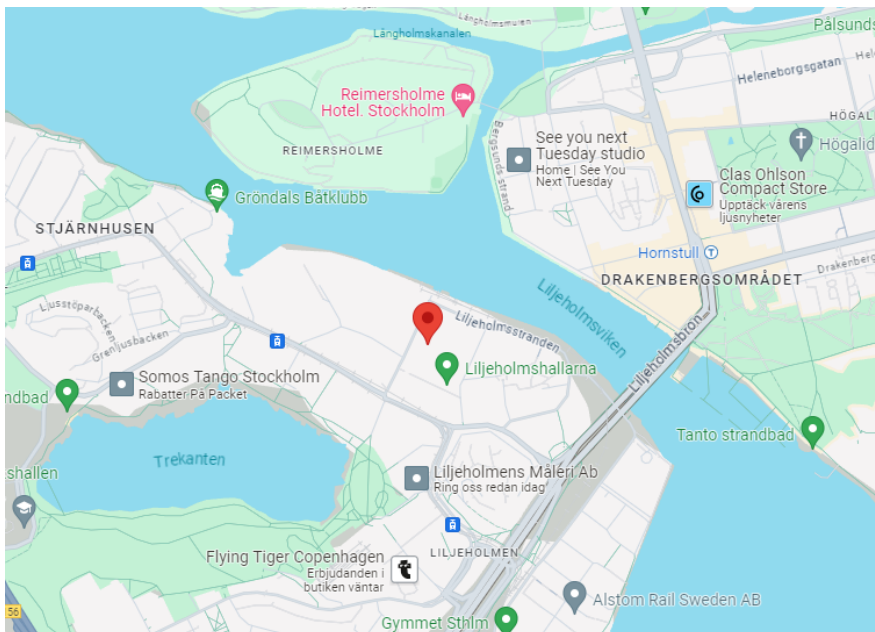 Långholmsmuren
Pålsunds
Långholmskanalen
Heleneborgsgatan
Reimersholme
Hotel. Stockholm
REIMERSHOLME
Bergsunds strand
See you next
Tuesday studio
Home | See You
Next Tuesday
HÖGALI
Högalid
Clas Ohlson
Compact Store
Upptäck vårens
ljusnyheter
Gröndals Båtklubb
STJÄRNHUSEN
Hornstull
T
DRAKENBERGSOMRÅDET
Drakenberg
Ljusstöparbacken
Grenljusbacken
Liljeholmsstranden
Liljeholmsviken
Liljeholmsbron
Liljeholmshallarna
Somos Tango Stockholm
Rabatter På Packet
ndbad
Trekanten
Tanto strandbad
shallen
Liljeholmens Måleri Ab
Ring oss redan idag
LILJEHOLMEN
Flying Tiger Copenhagen
Erbjudanden i
butiken väntar
Alstom Rail Sweden AB
56
Gymmet Sthlm